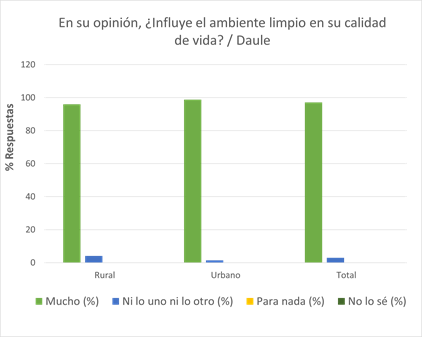 En su opinión, ¿Influye el ambiente limpio en su calidad
de vida? / Daule
% Respuestas
120
100
80
60
40
20
0
Rural Urbano Total
Mucho (%) Ni lo uno ni lo otro (%) Para nada (%) No lo sé (%)